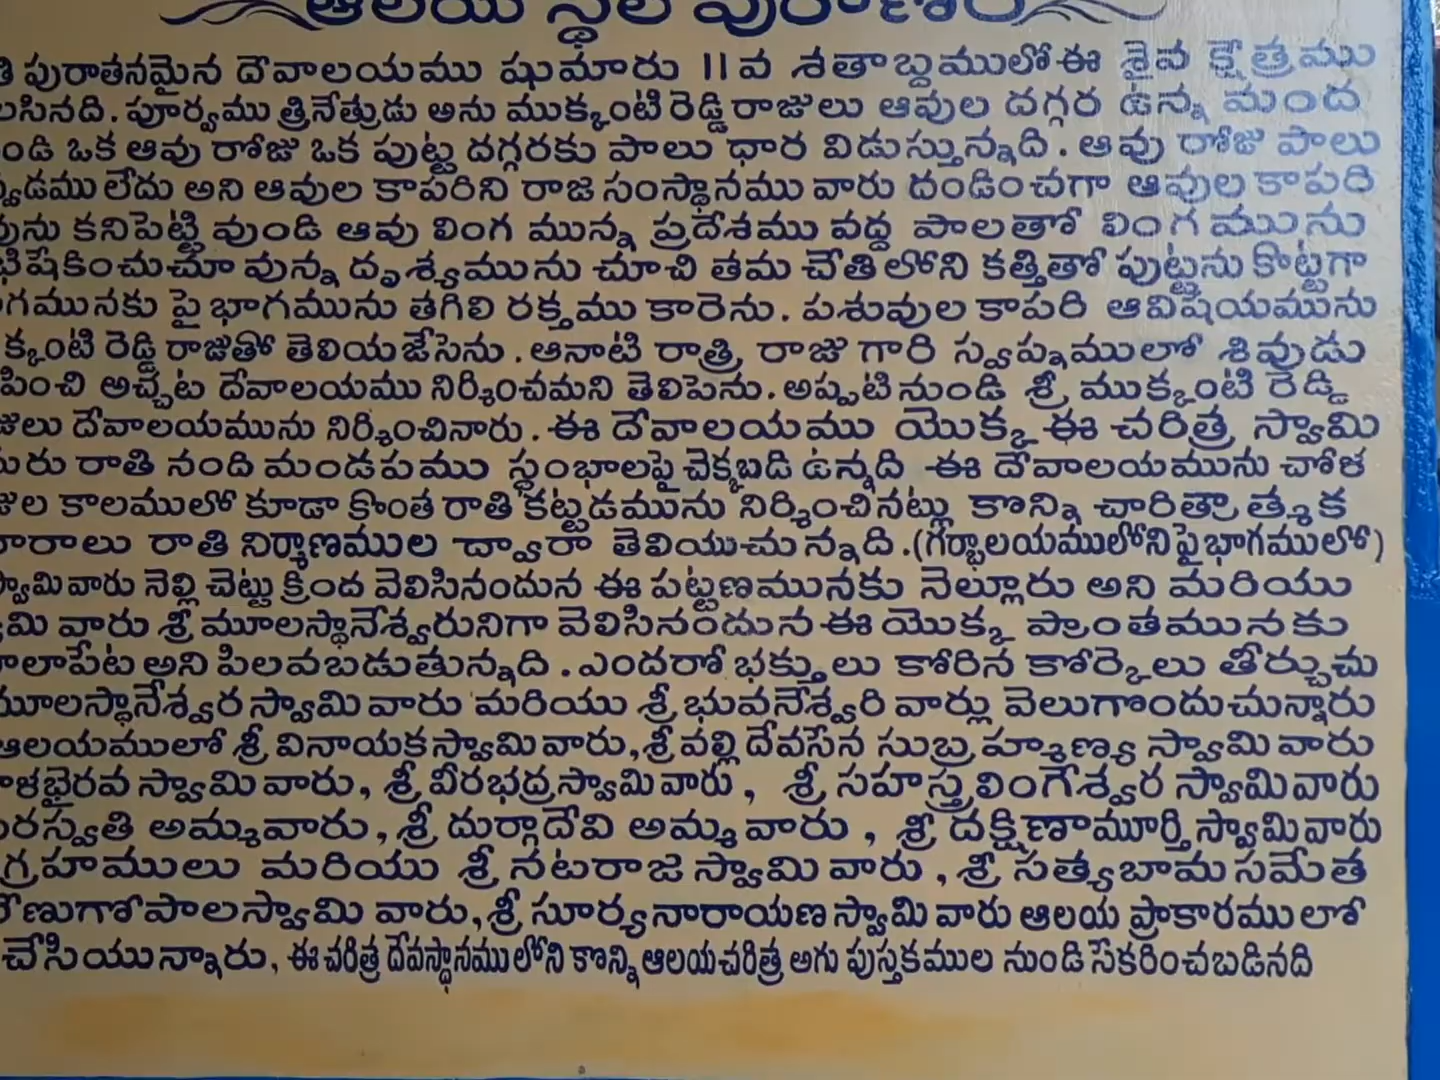 ఆలయ స్థల పురాణం
పురాతనమైన దేవాలయము షుమారు 11వ శతాబ్దములో ఈ శైవ క్షేత్రము
లసినది. పూర్వము త్రినేత్రుడు అను ముక్కంటి రెడ్డి రాజులు ఆవుల దగ్గర ఉన్న మంద
ండి ఒక ఆవు రోజు ఒక పుట్ట దగ్గరకు పాలు ధార విడుస్తున్నది. ఆవు రోజు పాలు
వ్వడము లేదు అని ఆవుల కాపరిని రాజ సంస్థానము వారు దండించగా ఆవుల కాపరి
వును కనిపెట్టి వుండి ఆవు లింగ మున్న ప్రదేశము వద్ద పాలతో లింగ మును
భిషేకించుచూ వున్న దృశ్యమును చూచి తమ చేతి లోని కత్తితో పుట్టను కొట్టగా
గమునకు పై భాగమును తగిలి రక్తము కారెను. పశువుల కాపరి ఆవిషయమును
క్కంటి రెడ్డి రాజుతో తెలియజేసెను. ఆనాటి రాత్రి రాజు గారి స్వప్నములో శివుడు
పించి అచ్చట దేవాలయము నిర్మించమని తెలిపెను. అప్పటి నుండి శ్రీ ముక్కంటి రెడ్డి
జులు దేవాలయమును నిర్మించినారు. ఈ దేవాలయము యొక్క ఈ చరిత్ర స్వామి
రు రాతి నంది మండపము స్థంభాలపై చెక్కబడి ఉన్నది ఈ దేవాలయమును చోళ
జుల కాలములో కూడా కొంత రాతి కట్టడమును నిర్మించినట్లు కొన్ని చారిత్రాత్మక
ారాలు రాతి నిర్మాణముల ద్వారా తెలియుచున్నది. (గర్భాలయములోని పై భాగములో)
స్వామి వారు నెల్లి చెట్టు క్రింద వెలిసినందున ఈ పట్టణమునకు నెల్లూరు అని మరియు
మి వారు శ్రీ మూలస్థానేశ్వరునిగా వెలిసినందున ఈ యొక్క ప్రాంతమునకు
లాపేట అని పిలవబడుతున్నది. ఎందరో భక్తులు కోరిన కోర్కెలు తీర్చుచు
మూలస్థానేశ్వర స్వామి వారు మరియు శ్రీ భువనేశ్వరి వార్లు వెలుగొందుచున్నారు
ఆలయములో శ్రీ వినాయక స్వామి వారు, శ్రీ వల్లి దేవసేన సుబ్రహ్మణ్య స్వామి వారు
ాళభైరవ స్వామి వారు, శ్రీ వీరభద్రస్వామి వారు, శ్రీ సహస్త్రలింగేశ్వర స్వామివారు
రస్వతి అమ్మవారు, శ్రీ దుర్గాదేవి అమ్మవారు, శ్రీ దక్షిణామూర్తి స్వామివారు
గ్రహాములు మరియు శ్రీ నటరాజ స్వామి వారు, శ్రీ సత్యబామ సమేత
ణుగోపాలస్వామి వారు, శ్రీ సూర్యనారాయణ స్వామి వారు ఆలయ ప్రాకారములో
చేసియున్నారు, ఈ చరిత్ర దేవస్థానములోని కొన్ని ఆలయచరిత్ర అగు పుస్తకముల నుండి సేకరించబడినది